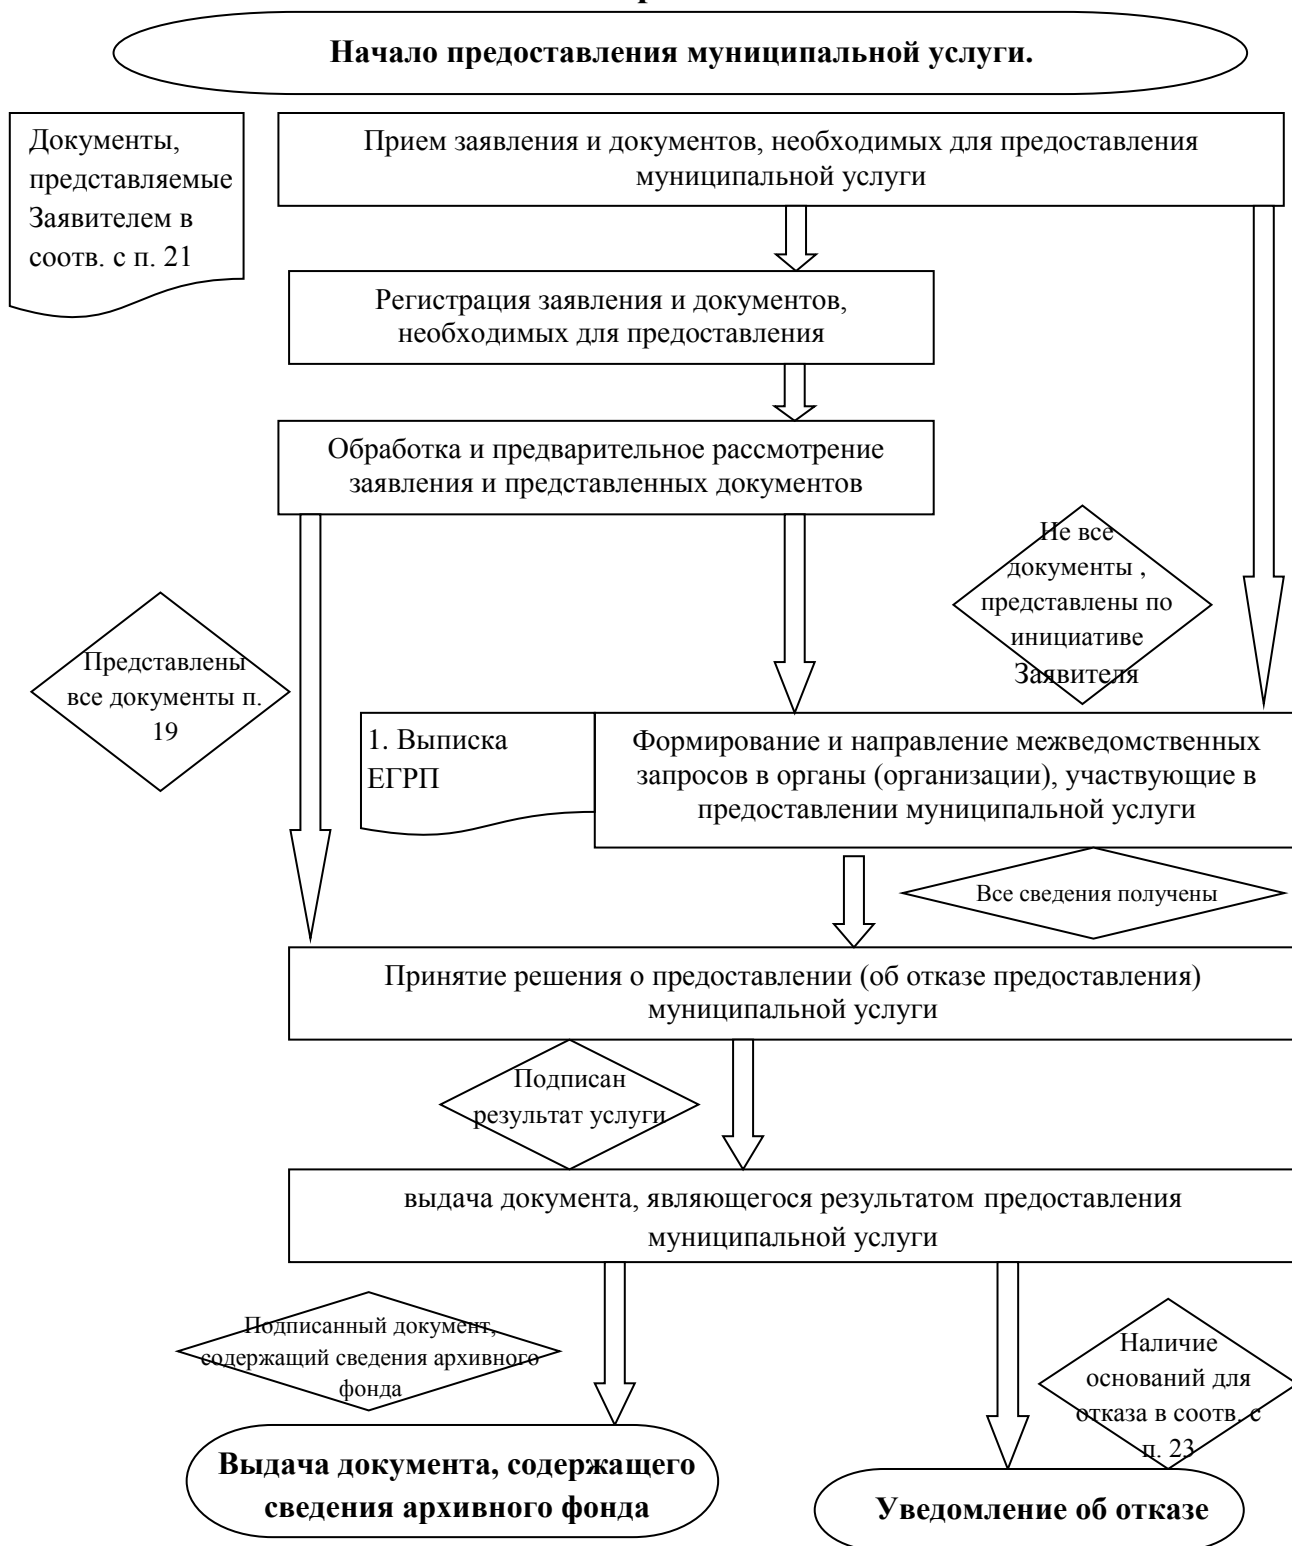 Начало предоставления муниципальной услуги.
Документы,
представляемые
Заявителем в
соотв. с п. 21
Прием заявления и документов, необходимых для предоставления
муниципальной услуги
Регистрация заявления и документов,
необходимых для предоставления
Обработка и предварительное рассмотрение
заявления и представленных документов
Не все
документы ,
представлены по
инициативе
Заявителя
Представлены
все документы п.
19
1. Выписка
ЕГРП
Формирование и направление межведомственных
запросов в органы (организации), участвующие в
предоставлении муниципальной услуги
Все сведения получены
Принятие решения о предоставлении (об отказе предоставления)
муниципальной услуги
Подписан
результат услуги
выдача документа, являющегося результатом предоставления
муниципальной услуги
Подписанный документ,
содержащий сведения архивного
фонда
Наличие
оснований для
отказа в соотв. с
п. 23
Выдача документа, содержащего
сведения архивного фонда
Уведомление об отказе